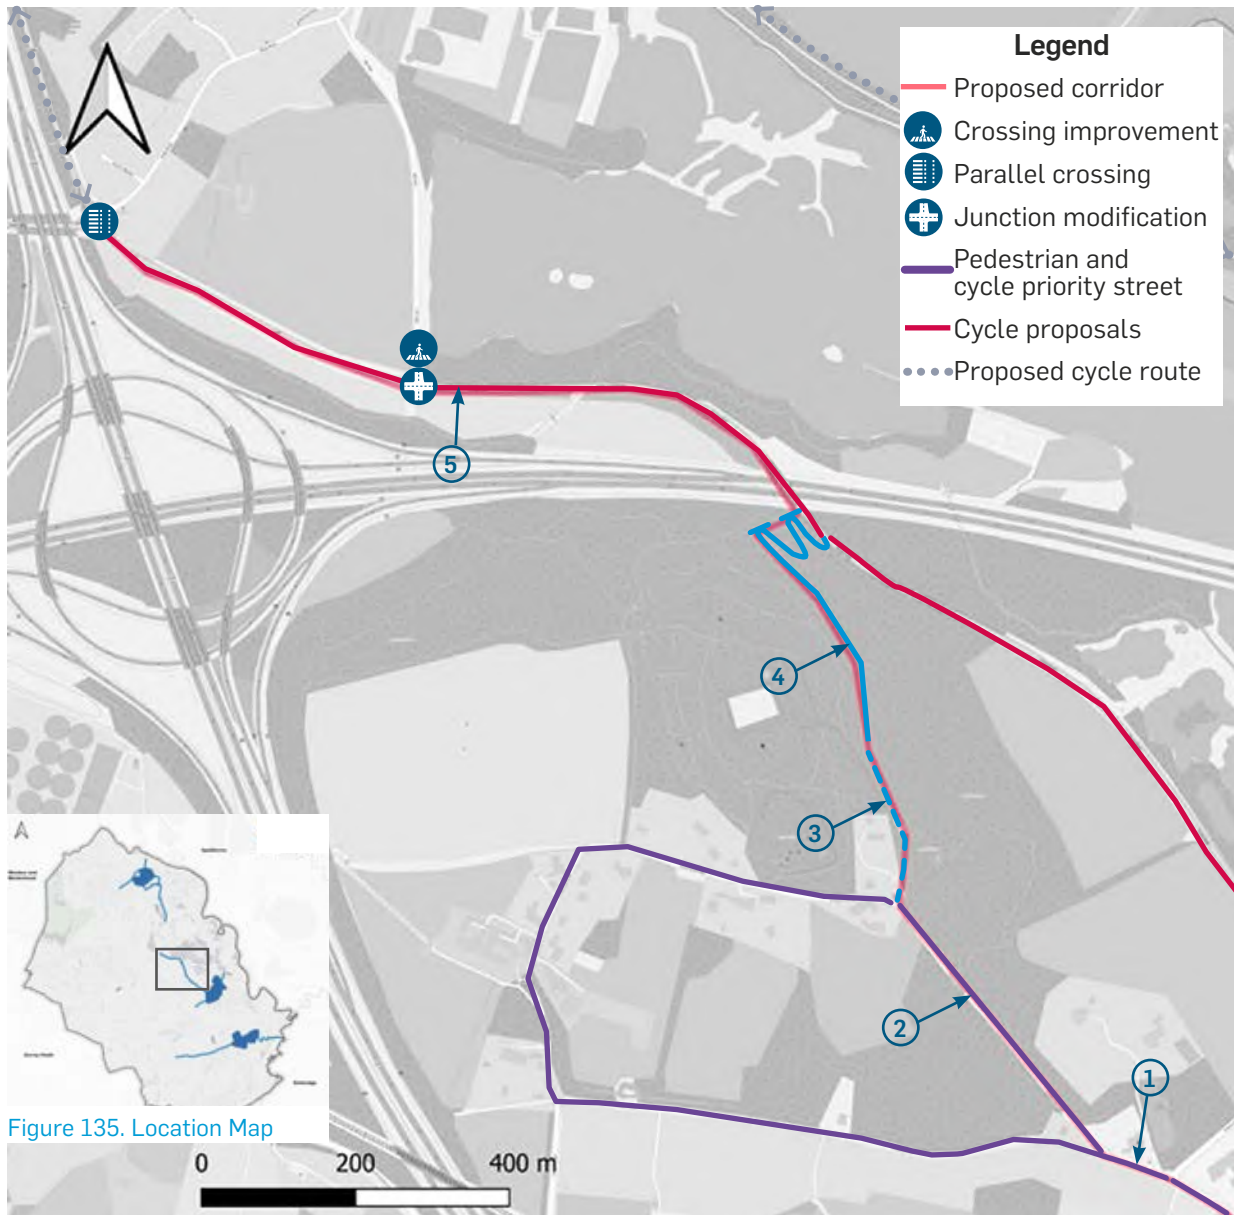 Legend
Proposed corridor
Crossing improvement
Parallel crossing
Junction modification
Pedestrian and
cycle priority street
Cycle proposals
Proposed cycle route
5
4
3
2
1
Figure 135. Location Map
0 200 400 m